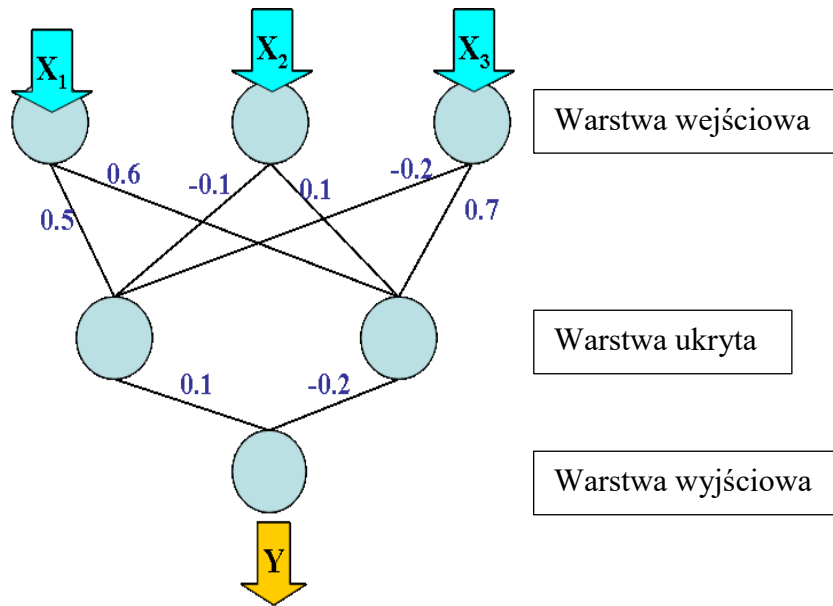 X1
X2
X3
Warstwa wejściowa
0.6
-0.1
0.1
-0.2
0.5
0.7
Warstwa ukryta
0.1
-0.2
Warstwa wyjściowa
Y